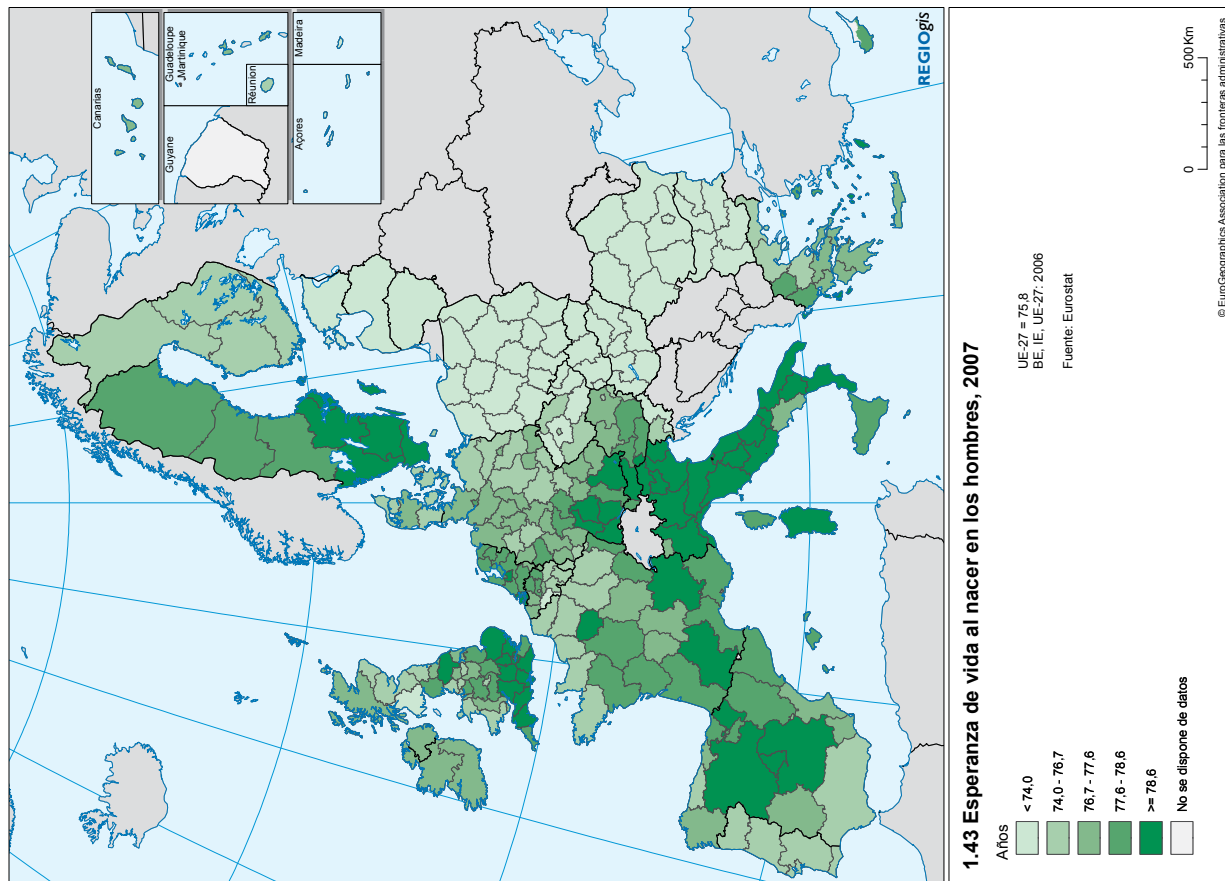 Canarias
Guyane
Guadeloupe
Martinique
Réunion
Açores
Madeira
REGIOgis
1.43 Esperanza de vida al nacer en los hombres, 2007
Años
< 74,0
74,0 - 76,7
76,7 - 77,6
77,6 - 78,6
>= 78,6
No se dispone de datos
UE-27 = 75,8
BE, IE, UE-27: 2006
Fuente: Eurostat
0 500 Km
© EuroGeographics Association para las fronteras administrativas